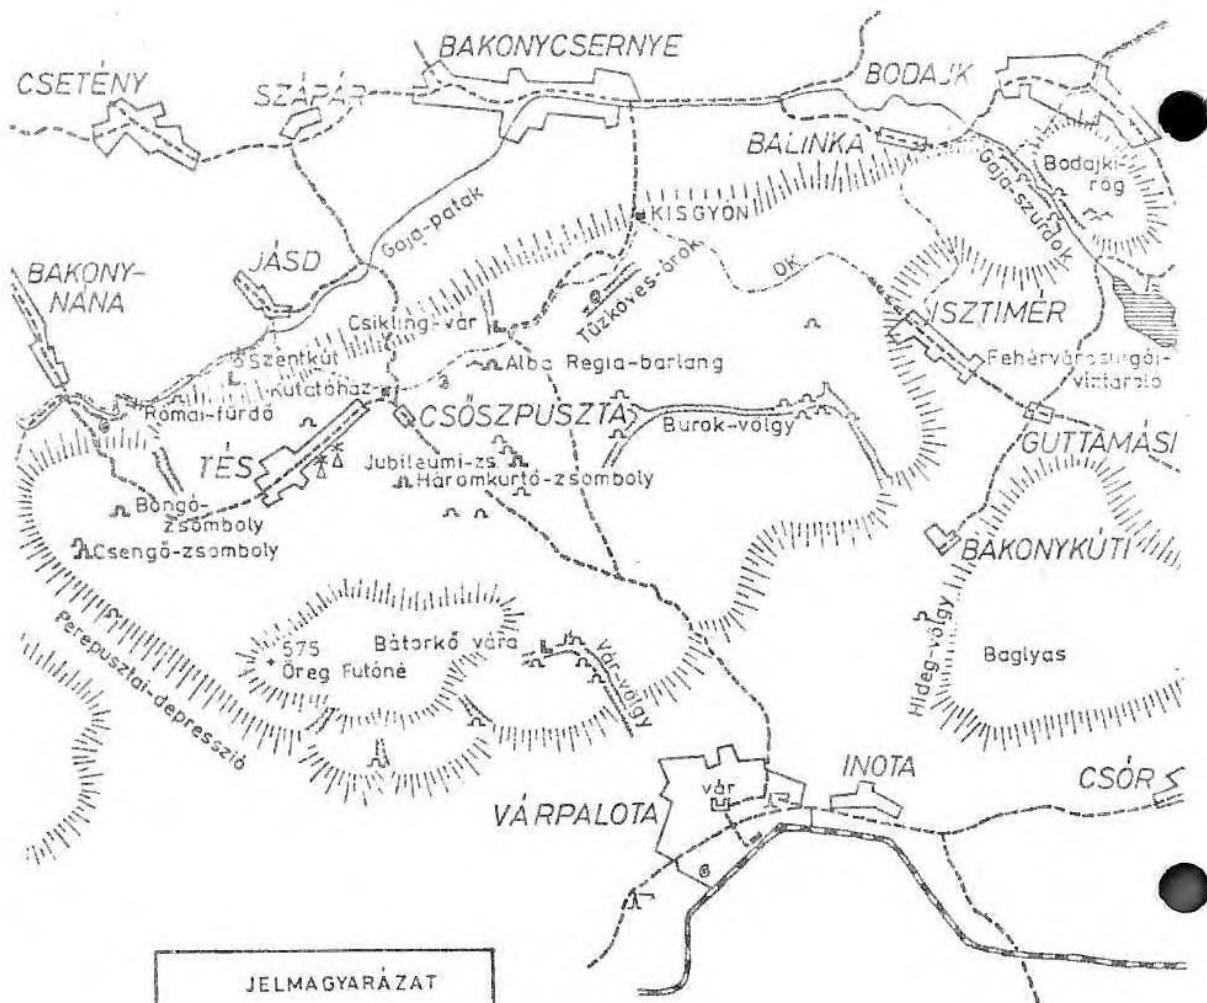 BAKONYCSERNYE
CSETÉNY
SZÁPÁR
BODAJK
BALINKA
Bodajki-
rög
Gaja-szurdok
KISGYÓN
Gaja-patak
JÁSD
BAKONY-
NÁNA
OK
ISZTIMÉR
Csikling-vár
Tűzköves-árok
Szentkút
Alba Regia-barlang
Fehérvárcsurgói-
víztároló
Kutatóház
Római-fürdő
CSŐSZPUSZTA
Burok-völgy
GUTTAMÁSI
TÉS
Jubileumi-zs.
Háromkürtő-zsomboly
Bongó-
zsomboly
Csengő-zsomboly
BAKONYKÚTI
Perepusztai-depresszió
575
Öreg Futóné
Bátorkő vára
Vár-völgy
Hideg-völgy
Baglyas
INOTA
CSÓR
vár
VÁRPALOTA
JELMAGYARÁZAT